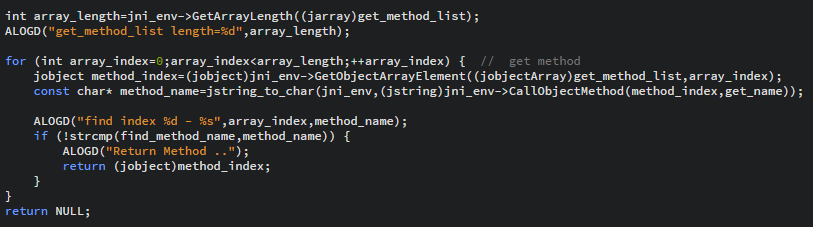 int array_length=jni_env->GetArrayLength((jarray)get_method_list);
ALOGD("get_method_list length=%d",array_length);

for (int array_index=0;array_index<array_length;++array_index) {  //  get method
    jobject method_index=(jobject)jni_env->GetObjectArrayElement((jobjectArray)get_method_list,array_index);
    const char* method_name=jstring_to_char(jni_env,(jstring)jni_env->CallObjectMethod(method_index,get_name));

    ALOGD("find index %d - %s",array_index,method_name);
    if (!strcmp(find_method_name,method_name)) {
        ALOGD("Return Method ..");
        return (jobject)method_index;
    }
}
return NULL;